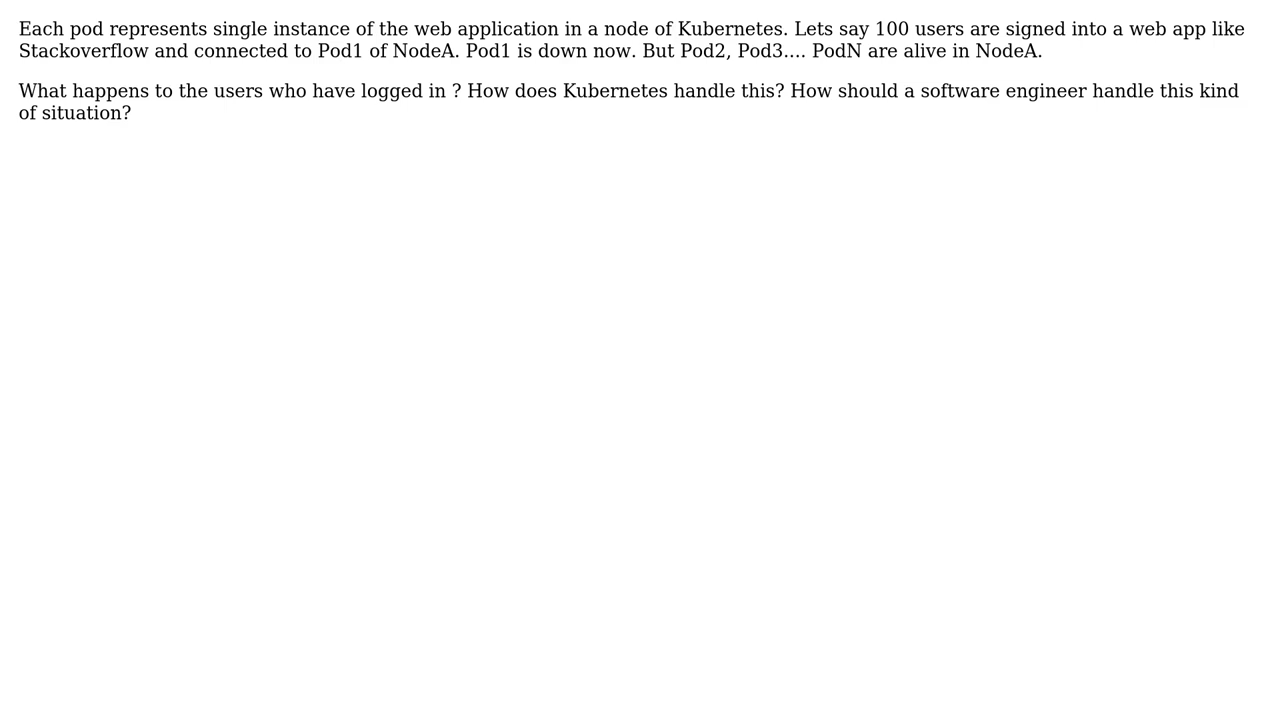 Each pod represents single instance of the web application in a node of Kubernetes. Lets say 100 users are signed into a web app like
Stackoverflow and connected to Pod1 of NodeA. Pod1 is down now. But Pod2, Pod3.... PodN are alive in NodeA.
What happens to the users who have logged in ? How does Kubernetes handle this? How should a software engineer handle this kind
of situation?